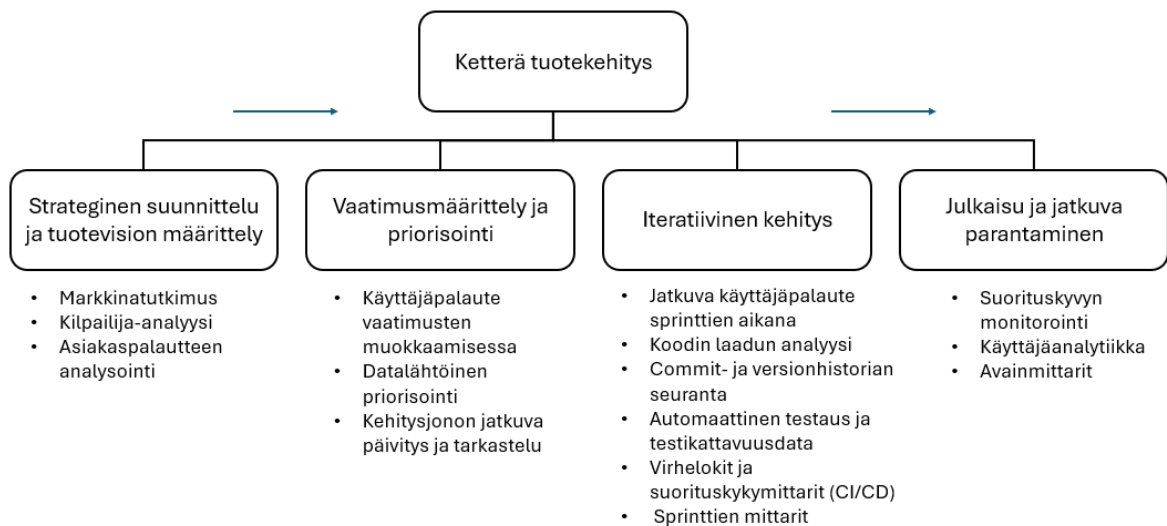 Ketterä tuotekehitys
Strateginen suunnittelu
ja tuotevision määrittely
• Markkinatutkimus
• Kilpailija-analyysi
• Asiakaspalautteen
analysointi
Vaatimusmäärittely ja
priorisointi
• Käyttäjäpalaute
vaatimusten
muokkaamisessa
• Datalähtöinen
priorisointi
• Kehitysjonon jatkuva
päivitys ja tarkastelu
Iteratiivinen kehitys
• Jatkuva käyttäjäpalaute
sprinttien aikana
• Koodin laadun analyysi
• Commit- ja versionhistorian
seuranta
• Automaattinen testaus ja
testikattavuusdata
• Virhelokit ja
suorituskykymittarit (CI/CD)
• Sprinttien mittarit
Julkaisu ja jatkuva
parantaminen
• Suorituskyvyn
monitorointi
• Käyttäjäanalytiikka
• Avainmittarit